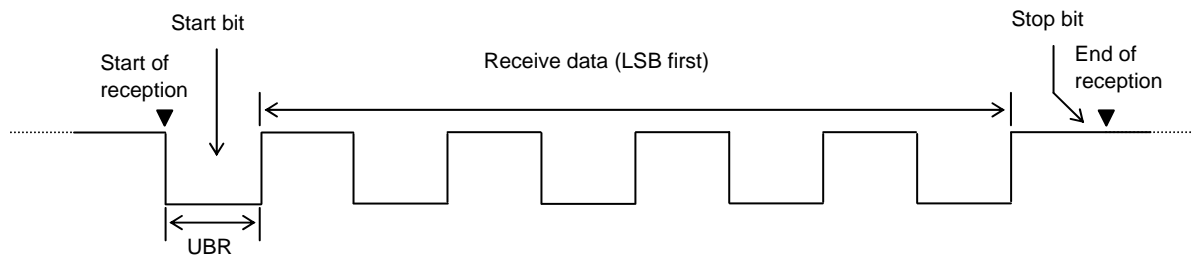 Start bit
Stop bit
Start of
reception
Receive data (LSB first)
End of
reception
UBR